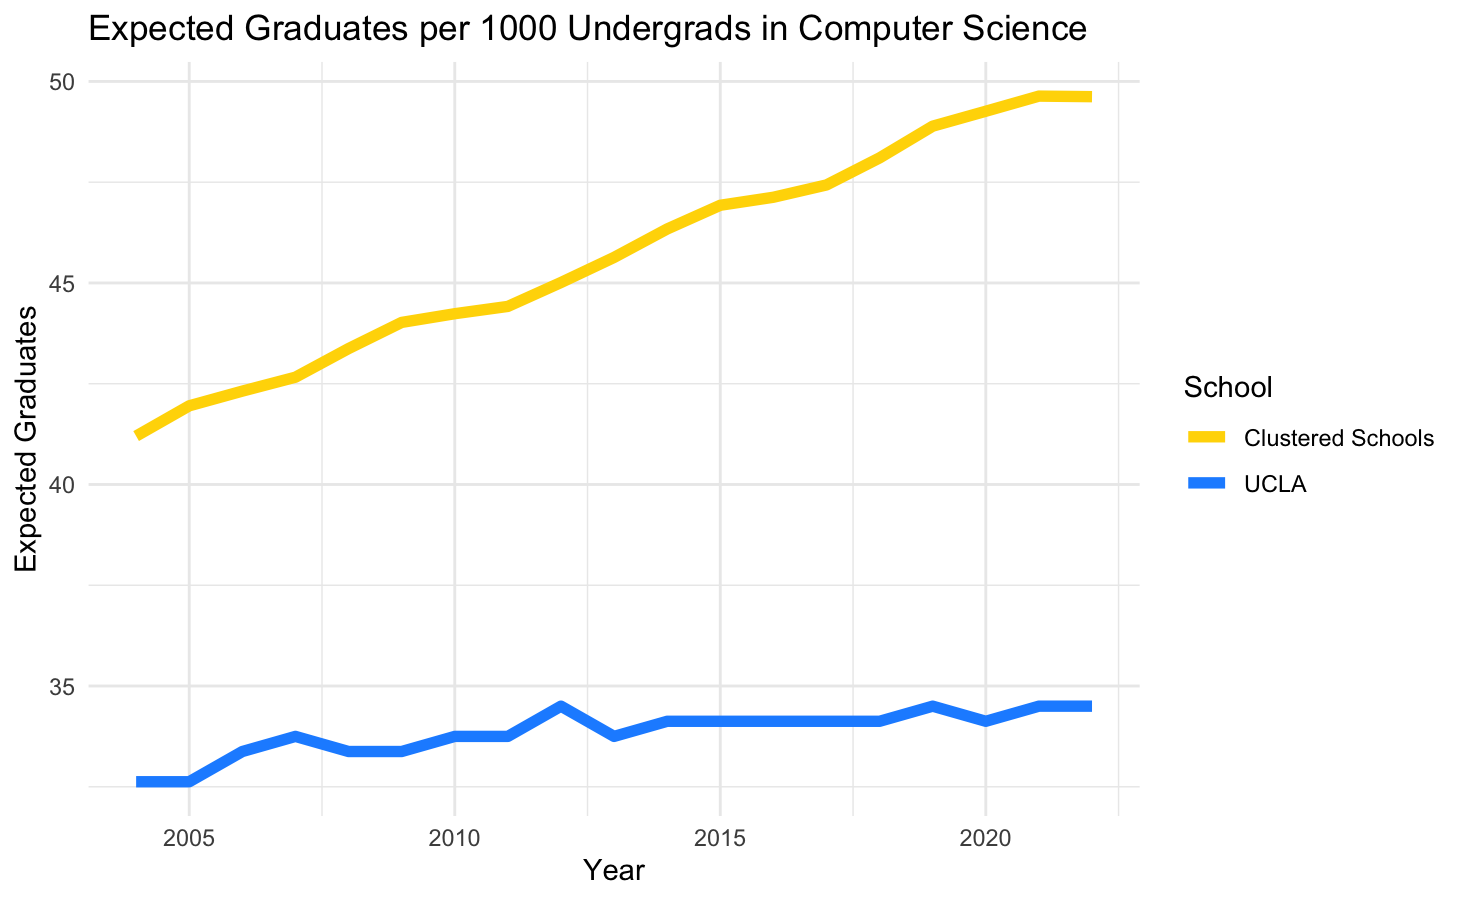 Expected Graduates per 1000 Undergrads in Computer Science
50
45
40
35
Expected Graduates
2005 2010 2015 2020
Year
School
Clustered Schools
UCLA